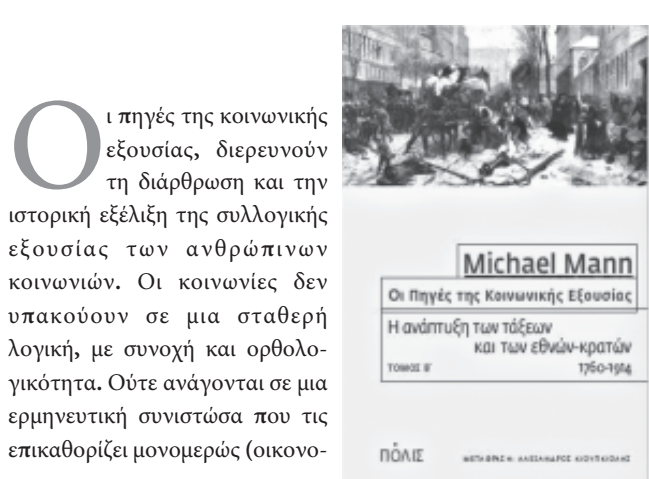 Οι πηγές της κοινωνικής
εξουσίας, διερευνούν
τη διάρθρωση και την
ιστορική εξέλιξη της συλλογικής
εξουσίας των ανθρώπινων
κοινωνιών. Οι κοινωνίες δεν
υπακούουν σε μια σταθερή
λογική, με συνοχή και ορθολο-
γικότητα. Ούτε ανάγονται σε μια
ερμηνευτική συνιστώσα που τις
επικαθορίζει μονομερώς (οικονο-
Michael Mann
Οι Πηγές της Κοινωνικής Εξουσίας
Η ανάπτυξη των τάξεων
και των εθνών-κρατών
ΤΟΜΟΣ Β' 1760-1914
ΠΟΛΙΣ ΜΕΤΑΦΡΑΣΗ: ΑΛΕΞΑΝΔΡΟΣ ΚΙΟΥΠΚΙΟΛΗΣ